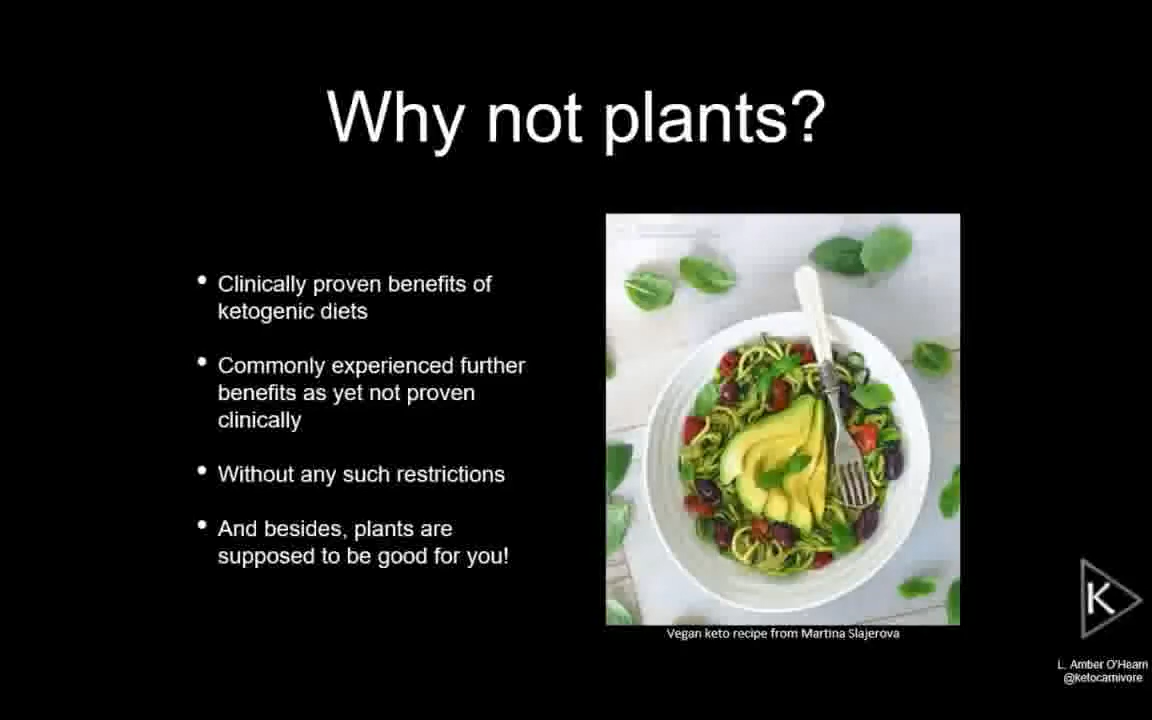 Why not plants?
• Clinically proven benefits of
ketogenic diets
• Commonly experienced further
benefits as yet not proven
clinically
• Without any such restrictions
• And besides, plants are
supposed to be good for you!
Vegan keto recipe from Martina Slajerova
K
L. Amber O'Hearn
@ketocarnivore